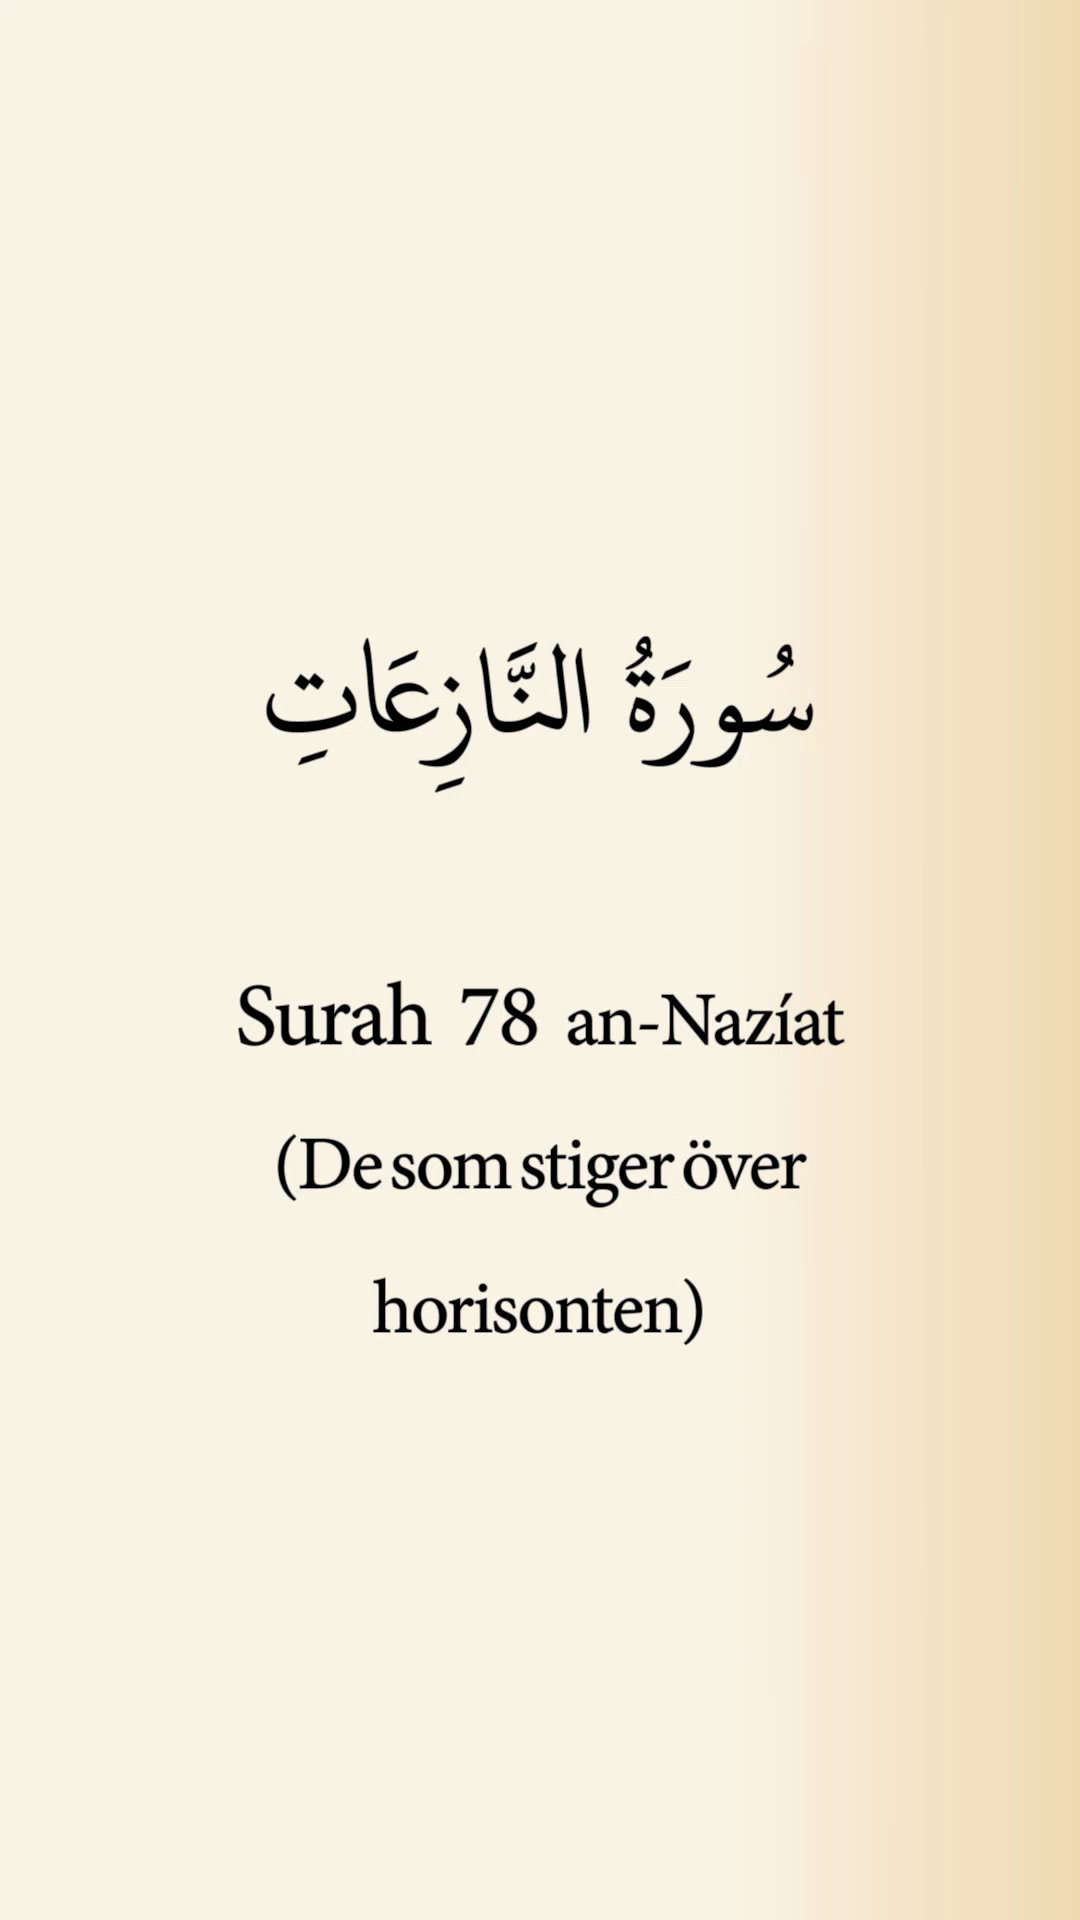 سُورَةُ النَّازِعَاتِ
Surah 78 an-Nazíat
(De som stiger över
horisonten)